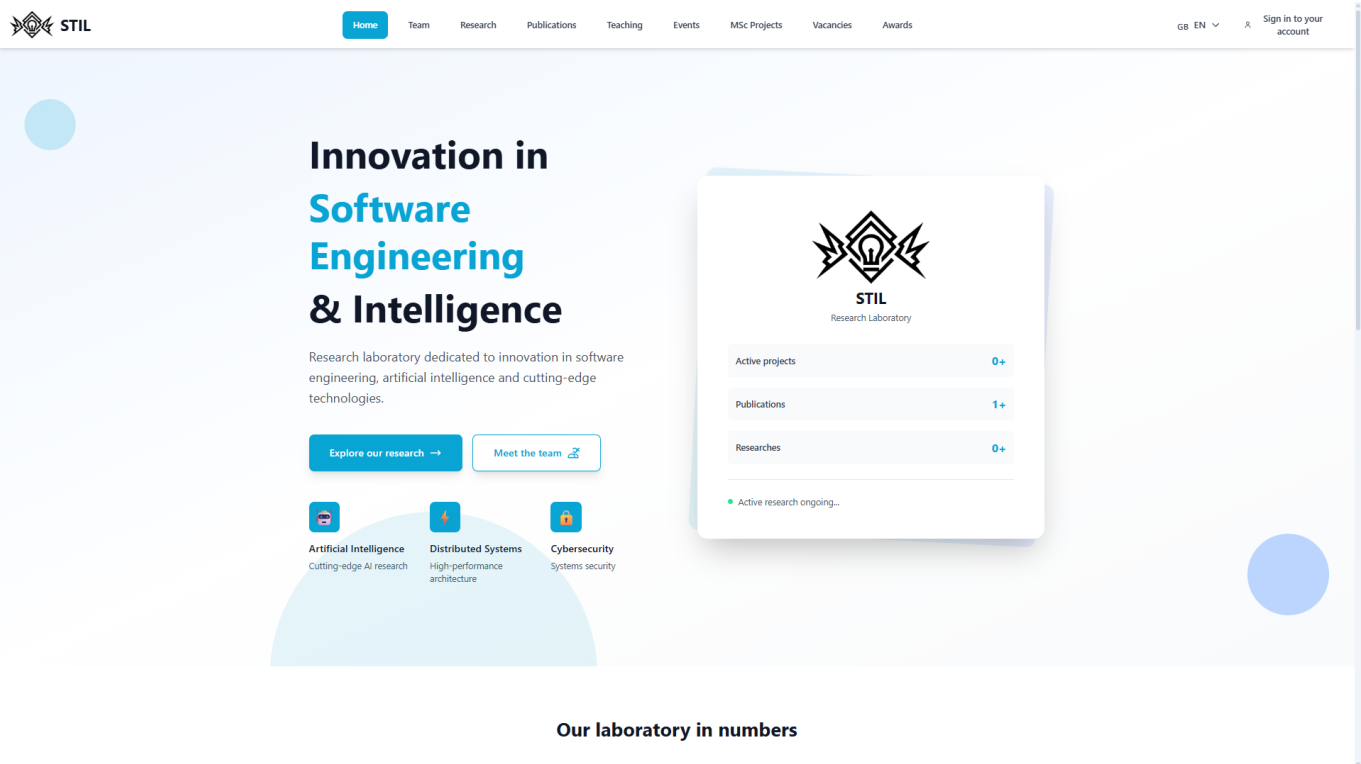 STIL
Home
Team
Research
Publications
Teaching
Events
MSc Projects
Vacancies
Awards
GB EN
Sign in to your
account
Innovation in
Software
Engineering
& Intelligence
Research laboratory dedicated to innovation in software
engineering, artificial intelligence and cutting-edge
technologies.
Explore our research →
Meet the team
Artificial Intelligence
Cutting-edge AI research
Distributed Systems
High-performance
architecture
Cybersecurity
Systems security
STIL
Research Laboratory
Active projects 0+
Publications 1+
Researches 0+
Active research ongoing...
Our laboratory in numbers